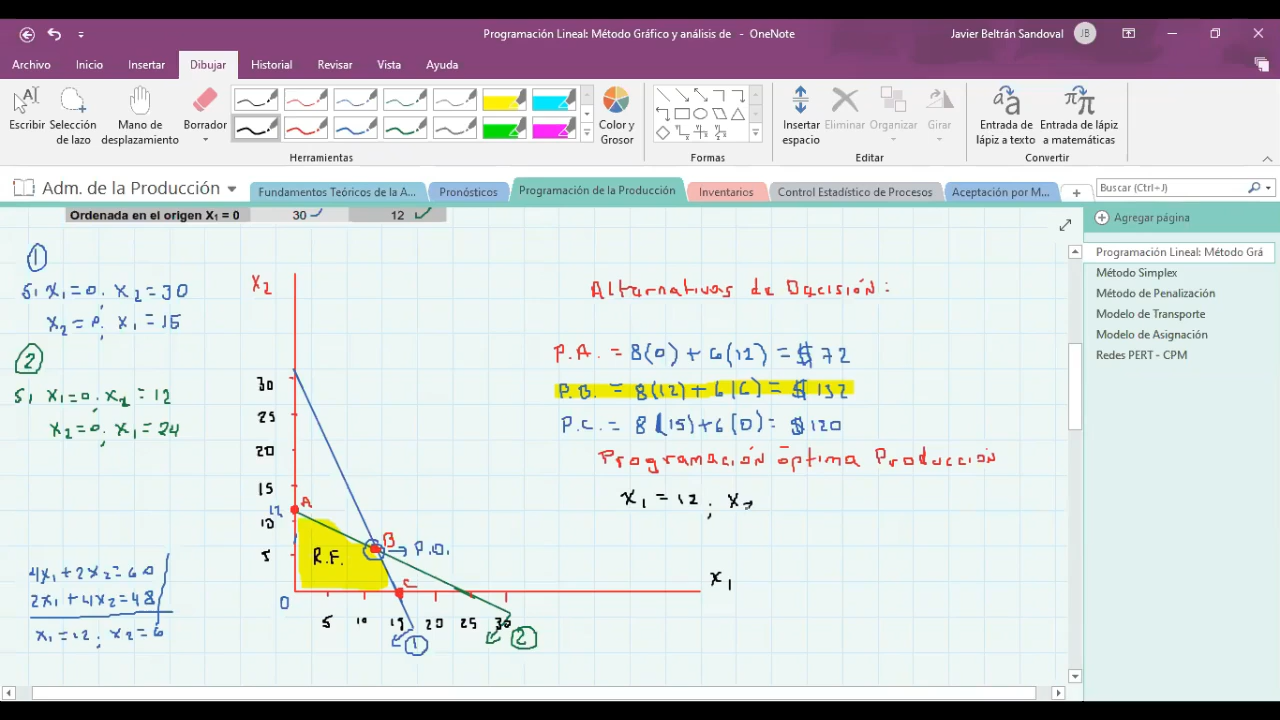 Programación Lineal: Método Gráfico y análisis de - OneNote
Javier Beltrán Sandoval JB
Archivo Inicio Insertar Dibujar Historial Revisar Vista Ayuda
Escribir
Selección de lazo
Mano de desplazamiento
Borrador
Color y Grosor
Insertar espacio
Eliminar
Organizar
Girar
Entrada de lápiz a texto
Entrada de lápiz a matemáticas
Herramientas Formas Editar Convertir
Adm. de la Producción
Fundamentos Teóricos de la A...
Pronósticos
Programación de la Producción
Inventarios
Control Estadístico de Procesos
Aceptación por M...
Buscar (Ctrl+J)
Agregar página
Programación Lineal: Método Grá
Método Simplex
Método de Penalización
Modelo de Transporte
Modelo de Asignación
Redes PERT - CPM
Ordenada en el origen X₁ = 0 30 12
1
Si x₁=0; x₂=30
x₂=0; x₁=15
2
Si x₁=0; x₂=12
x₂=0; x₁=24
4x₁+2x₂=60
2x₁+4x₂=48
x₁=12; x₂=6
x₂
30
25
20
15
12
10
5
0
A
B
P.O.
R.F.
C
x₁
5 10 15 20 25 30
1
2
Alternativas de Decisión:
P.A. = 8(0) + 6(12) = $72
P.B. = 8(12) + 6(6) = $132
P.C. = 8(15)+6(0) = $120
Programación óptima Producción
x₁ = 12; x₂